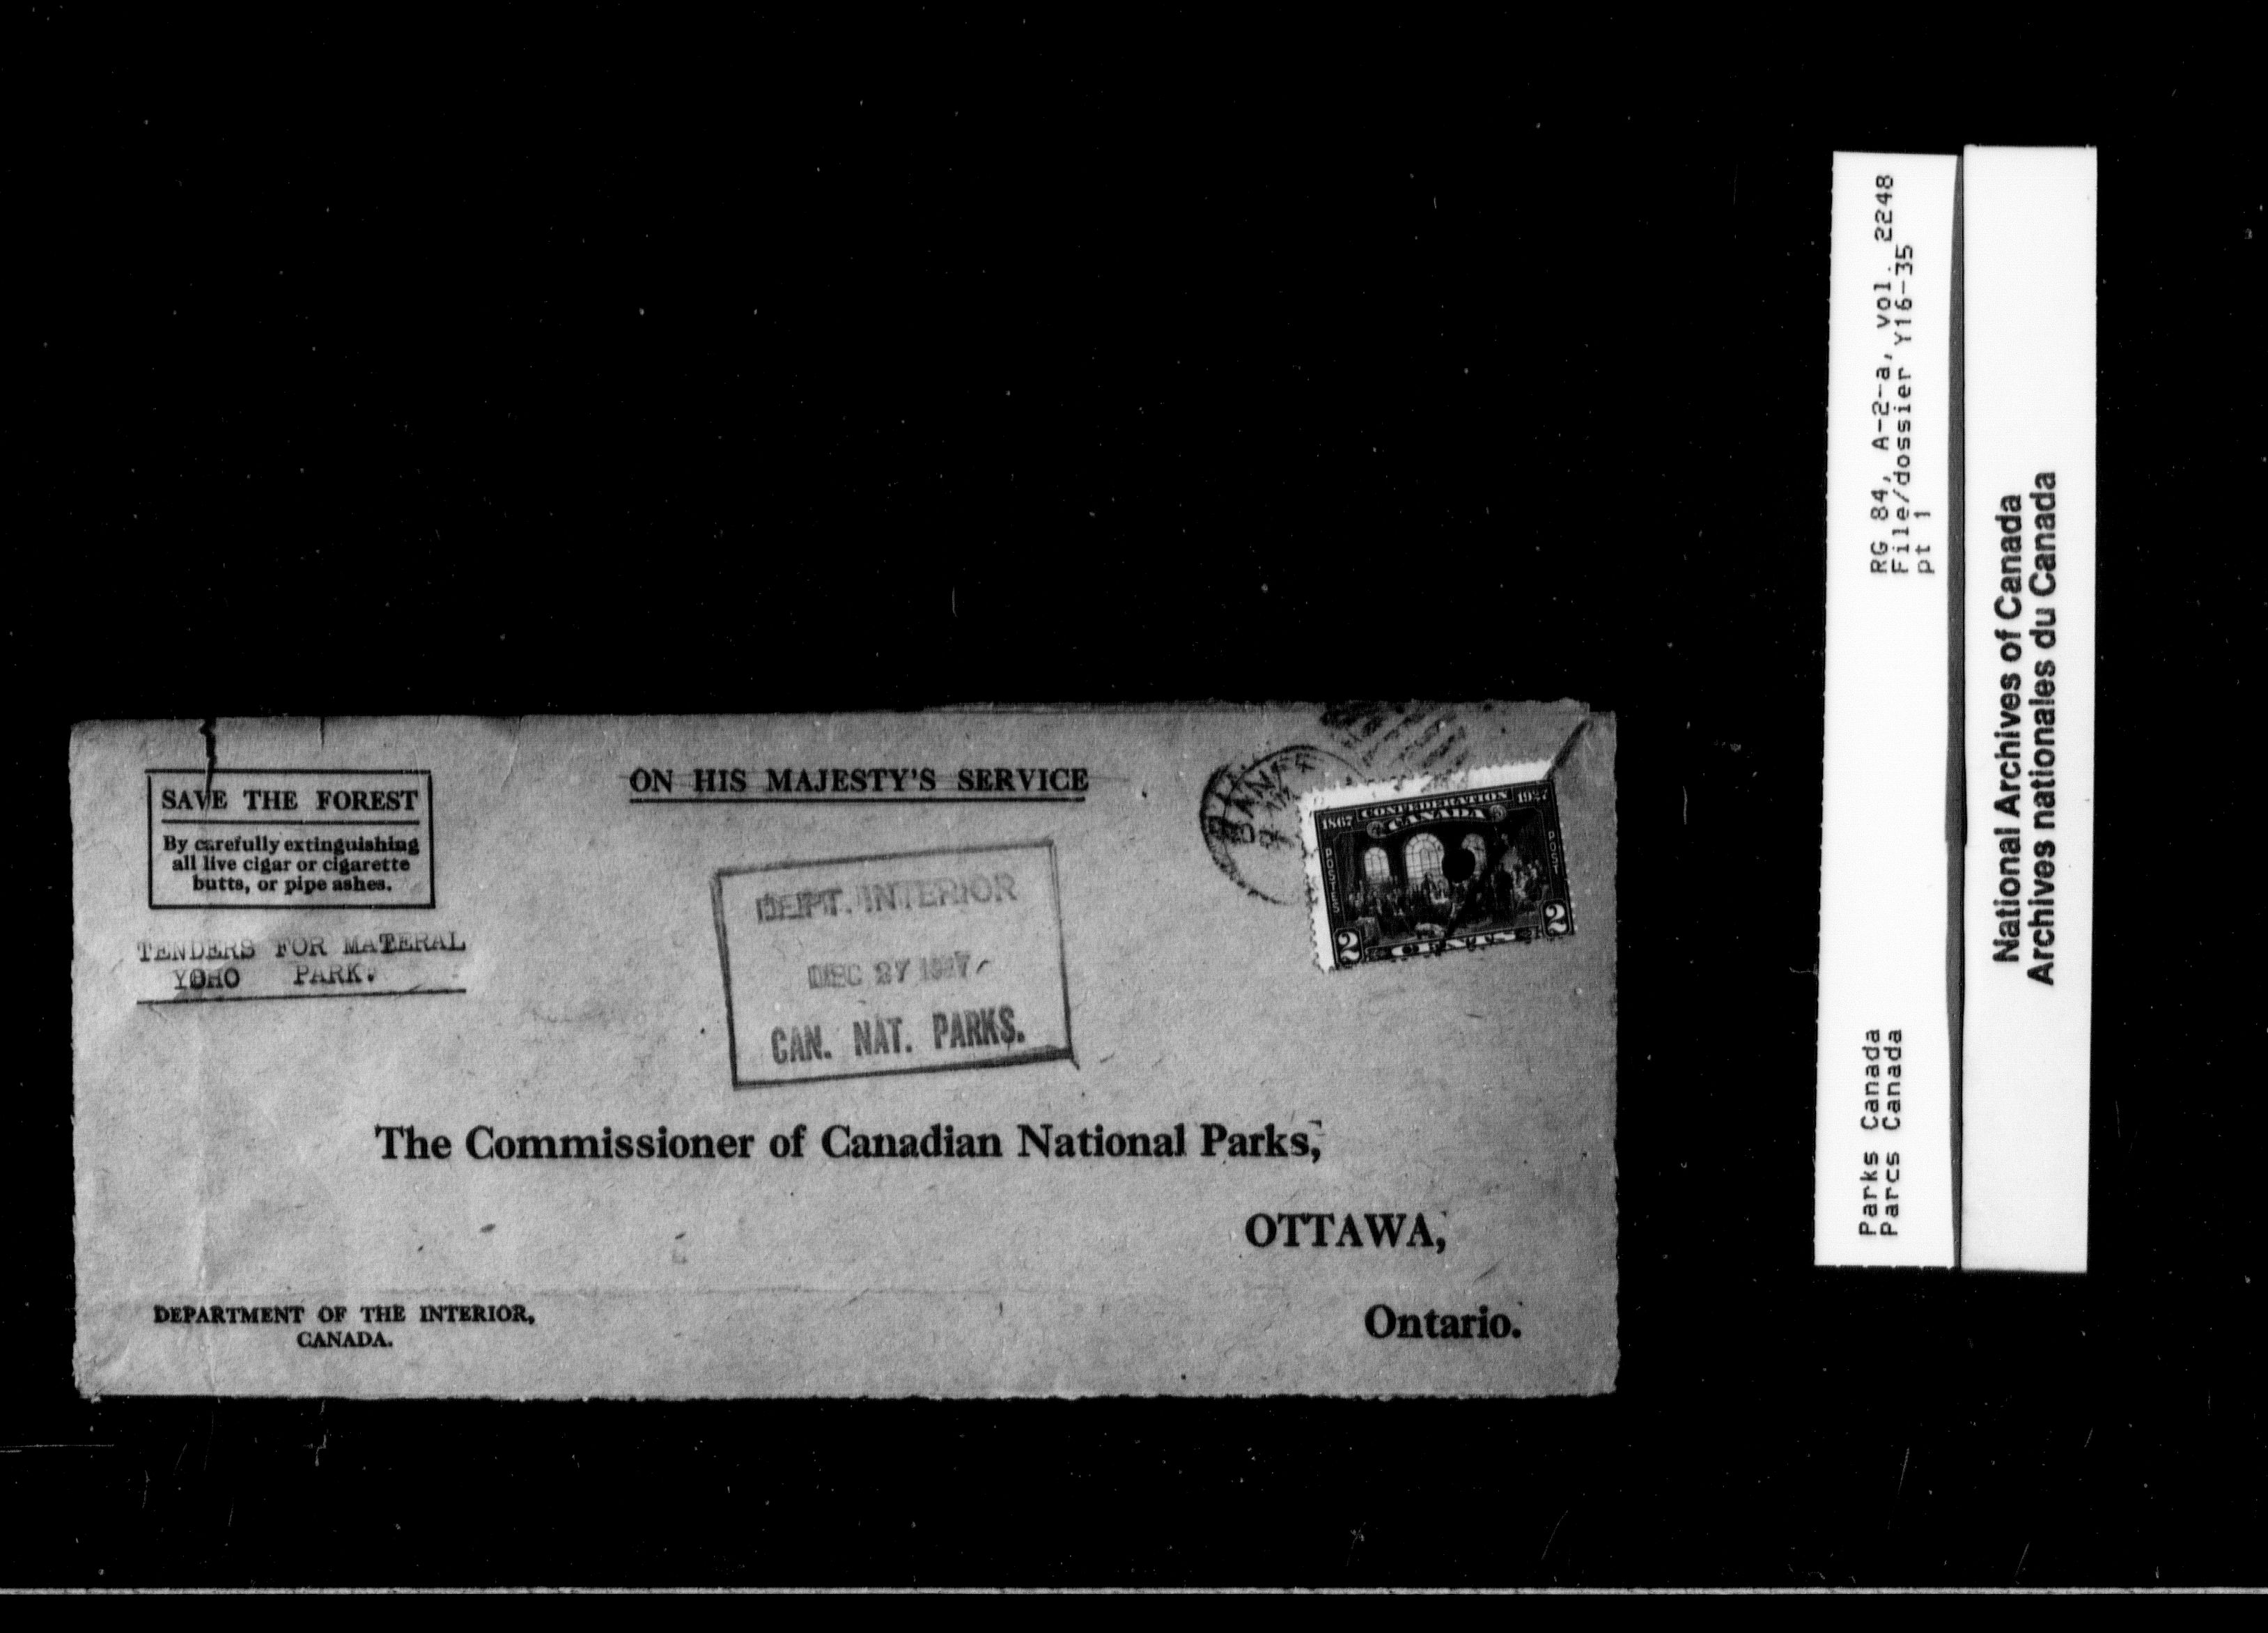 SAVE THE FOREST
By carefully extinguishing
all live cigar or cigarette
butts, or pipe ashes.
TENDERS FOR MATERAL
YOHO PARK.
ON HIS MAJESTY'S SERVICE
DEPT. INTERIOR
DEC 27 1927
CAN. NAT. PARKS.
BANFF
1867 CONFEDERATION 1927
CANADA
POSTES
POST
2 CENTS 2
The Commissioner of Canadian National Parks,
OTTAWA,
Ontario.
DEPARTMENT OF THE INTERIOR,
CANADA.
RG 84, A-2-a, vol. 2248
File/dossier Y16-35
pt 1
Parks Canada
Parcs Canada
National Archives of Canada
Archives nationales du Canada